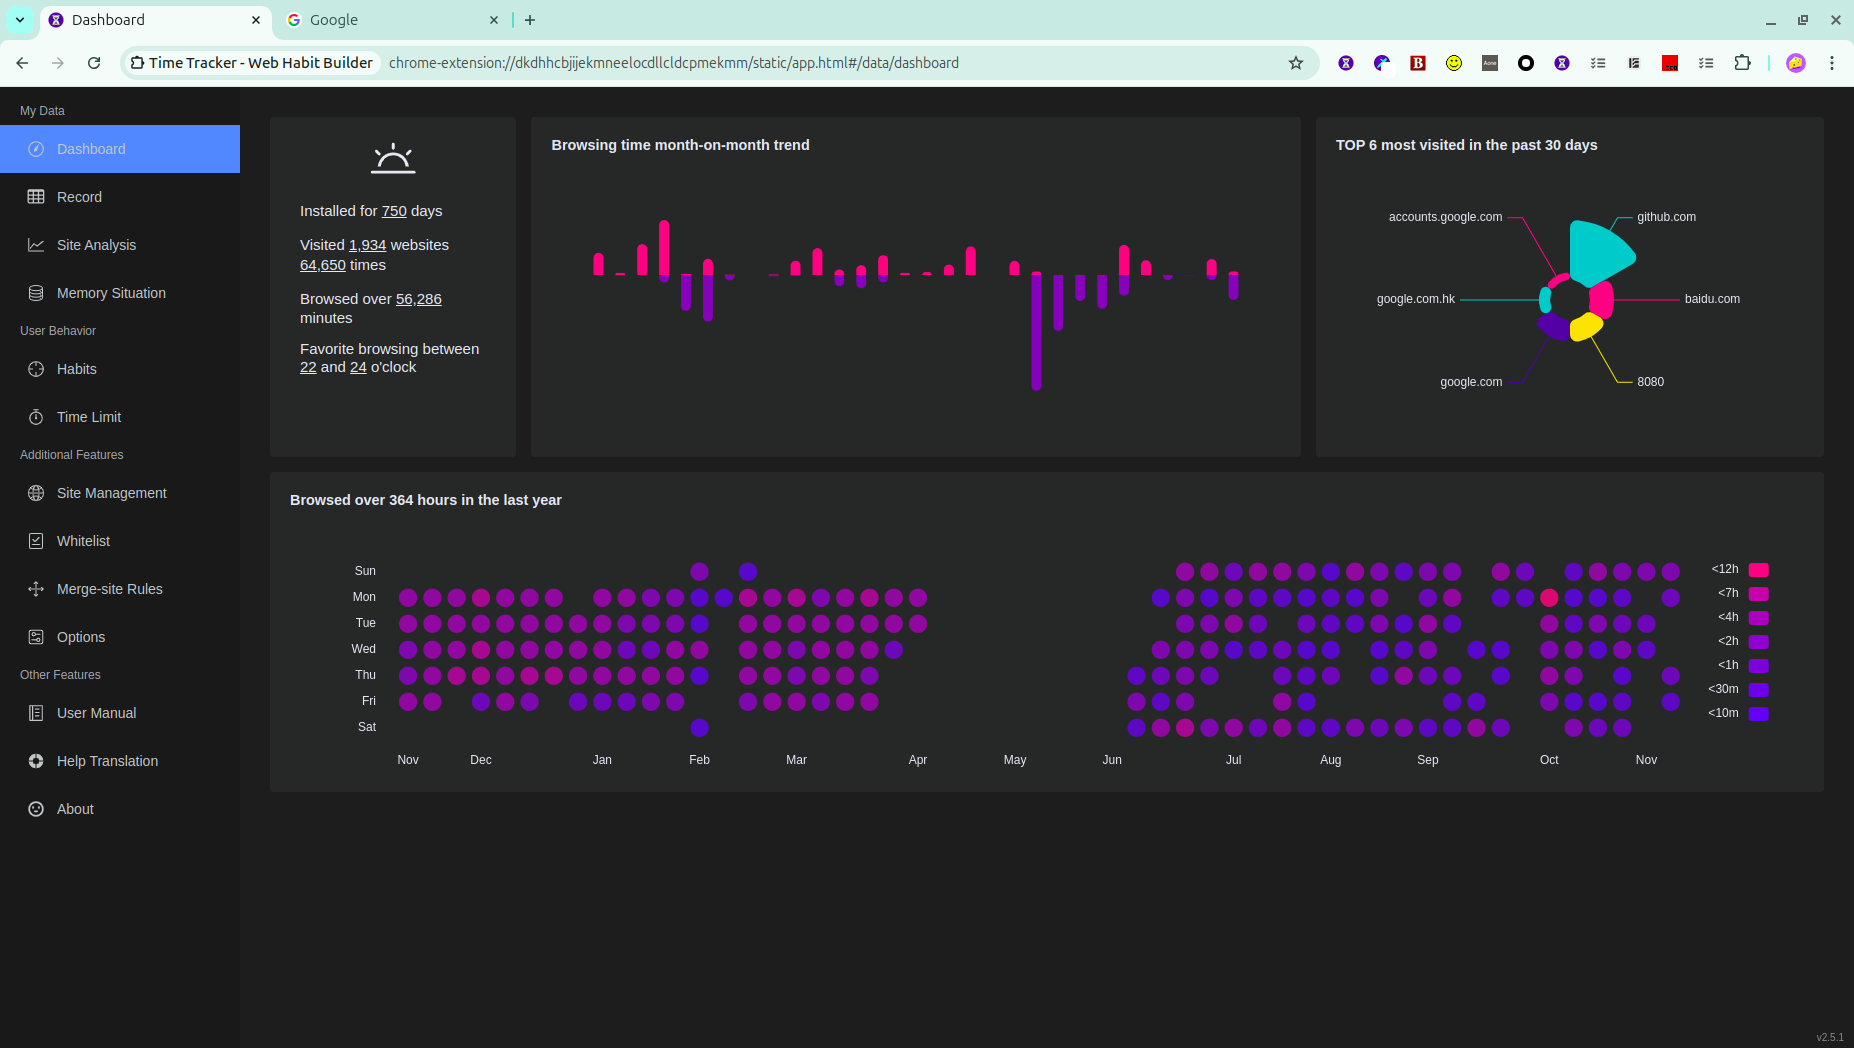 Dashboard
Google
Time Tracker - Web Habit Builder
chrome-extension://dkdhhcbjijekmneelocdllcldcpmekmm/static/app.html#/data/dashboard
My Data
Dashboard
Record
Site Analysis
Memory Situation
User Behavior
Habits
Time Limit
Additional Features
Site Management
Whitelist
Merge-site Rules
Options
Other Features
User Manual
Help Translation
About
Installed for 750 days
Visited 1,934 websites
64,650 times
Browsed over 56,286
minutes
Favorite browsing between
22 and 24 o'clock
Browsing time month-on-month trend
TOP 6 most visited in the past 30 days
accounts.google.com
github.com
google.com.hk
baidu.com
google.com
8080
Browsed over 364 hours in the last year
Sun
Mon
Tue
Wed
Thu
Fri
Sat
Nov Dec Jan Feb Mar Apr May Jun Jul Aug Sep Oct Nov
<12h
<7h
<4h
<2h
<1h
<30m
<10m
v2.5.1